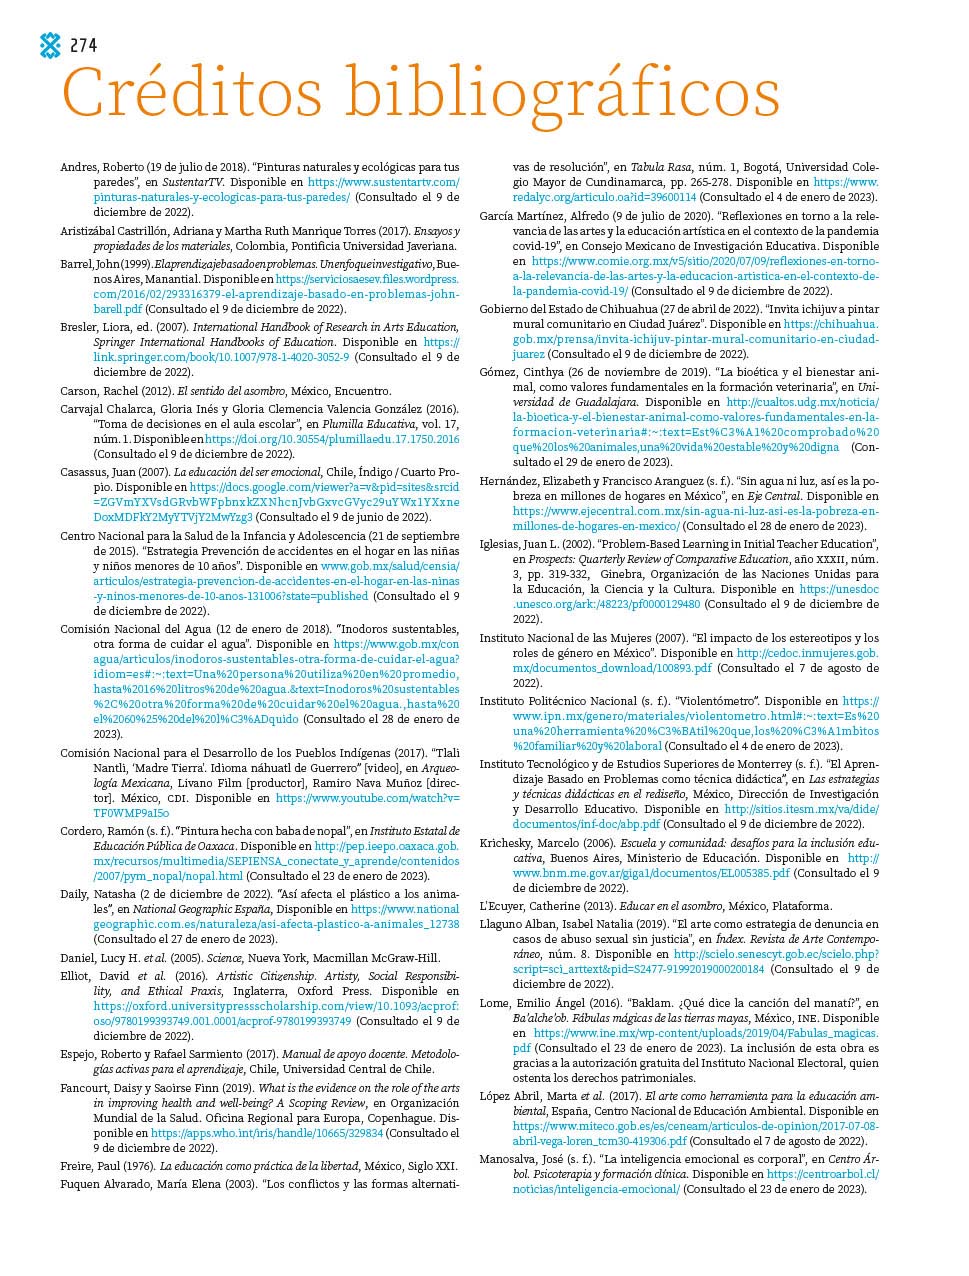 274
Créditos bibliográficos
Andres, Roberto (19 de julio de 2018). “Pinturas naturales y ecológicas para tus
paredes”, en SustentarTV. Disponible en https://www.sustentartv.com/
pinturas-naturales-y-ecologicas-para-tus-paredes/ (Consultado el 9 de
diciembre de 2022).
Aristizábal Castrillón, Adriana y Martha Ruth Manrique Torres (2017). Ensayos y
propiedades de los materiales, Colombia, Pontificia Universidad Javeriana.
Barrel, John (1999). El aprendizaje basado en problemas. Un enfoque investigativo, Bue-
nos Aires, Manantial. Disponible en https://serviciosaesev.files.wordpress.
com/2016/02/293316379-el-aprendizaje-basado-en-problemas-john-
barell.pdf (Consultado el 9 de diciembre de 2022).
Bresler, Liora, ed. (2007). International Handbook of Research in Arts Education,
Springer International Handbooks of Education. Disponible en https://
link.springer.com/book/10.1007/978-1-4020-3052-9 (Consultado el 9 de
diciembre de 2022).
Carson, Rachel (2012). El sentido del asombro, México, Encuentro.
Carvajal Chalarca, Gloria Inés y Gloria Clemencia Valencia González (2016).
“Toma de decisiones en el aula escolar”, en Plumilla Educativa, vol. 17,
núm. 1. Disponible en https://doi.org/10.30554/plumillaedu.17.1750.2016
(Consultado el 9 de diciembre de 2022).
Casassus, Juan (2007). La educación del ser emocional, Chile, Índigo / Cuarto Pro-
pio. Disponible en https://docs.google.com/viewer?a=v&pid=sites&srcid
=ZGVmYXVsdGRvbWFpbnxkZXNhcnJvbGxvcGVyc29uYWx1YXxne
DoxMDFkY2MyYTVjY2MwYzg3 (Consultado el 9 de junio de 2022).
Centro Nacional para la Salud de la Infancia y Adolescencia (21 de septiembre
de 2015). “Estrategia Prevención de accidentes en el hogar en las niñas
y niños menores de 10 años”. Disponible en www.gob.mx/salud/censia/
articulos/estrategia-prevencion-de-accidentes-en-el-hogar-en-las-ninas
-y-ninos-menores-de-10-anos-131006?state=published (Consultado el 9
de diciembre de 2022).
Comisión Nacional del Agua (12 de enero de 2018). “Inodoros sustentables,
otra forma de cuidar el agua”. Disponible en https://www.gob.mx/con
agua/articulos/inodoros-sustentables-otra-forma-de-cuidar-el-agua?
idiom=es#:~:text=Una%20persona%20utiliza%20en%20promedio,
hasta%2016%20litros%20de%20agua.&text=Inodoros%20sustentables
%2C%20otra%20forma%20de%20cuidar%20el%20agua.,hasta%20
el%2060%25%20del%20l%C3%ADquido (Consultado el 28 de enero de
2023).
Comisión Nacional para el Desarrollo de los Pueblos Indígenas (2017). “Tlalì
Nantlì, ‘Madre Tierra’. Idioma náhuatl de Guerrero” [video], en Arqueo-
logía Mexicana, Livano Film [productor], Ramiro Nava Muñoz [direc-
tor]. México, CDI. Disponible en https://www.youtube.com/watch?v=
TF0WMP9aI5o
Cordero, Ramón (s. f.). “Pintura hecha con baba de nopal”, en Instituto Estatal de
Educación Pública de Oaxaca. Disponible en http://pep.ieepo.oaxaca.gob.
mx/recursos/multimedia/SEPIENSA_conectate_y_aprende/contenidos
/2007/pym_nopal/nopal.html (Consultado el 23 de enero de 2023).
Daily, Natasha (2 de diciembre de 2022). “Así afecta el plástico a los anima-
les”, en National Geographic España, Disponible en https://www.national
geographic.com.es/naturaleza/asi-afecta-plastico-a-animales_12738
(Consultado el 27 de enero de 2023).
Daniel, Lucy H. et al. (2005). Science, Nueva York, Macmillan McGraw-Hill.
Elliot, David et al. (2016). Artistic Citizenship. Artisty, Social Responsibi-
lity, and Ethical Praxis, Inglaterra, Oxford Press. Disponible en
https://oxford.universitypressscholarship.com/view/10.1093/acprof:
oso/9780199393749.001.0001/acprof-9780199393749 (Consultado el 9 de
diciembre de 2022).
Espejo, Roberto y Rafael Sarmiento (2017). Manual de apoyo docente. Metodolo-
gías activas para el aprendizaje, Chile, Universidad Central de Chile.
Fancourt, Daisy y Saoirse Finn (2019). What is the evidence on the role of the arts
in improving health and well-being? A Scoping Review, en Organización
Mundial de la Salud. Oficina Regional para Europa, Copenhague. Dis-
ponible en https://apps.who.int/iris/handle/10665/329834 (Consultado el
9 de diciembre de 2022).
Freire, Paul (1976). La educación como práctica de la libertad, México, Siglo XXI.
Fuquen Alvarado, María Elena (2003). “Los conflictos y las formas alternati-
vas de resolución”, en Tabula Rasa, núm. 1, Bogotá, Universidad Cole-
gio Mayor de Cundinamarca, pp. 265-278. Disponible en https://www.
redalyc.org/articulo.oa?id=39600114 (Consultado el 4 de enero de 2023).
García Martínez, Alfredo (9 de julio de 2020). “Reflexiones en torno a la rele-
vancia de las artes y la educación artística en el contexto de la pandemia
covid-19”, en Consejo Mexicano de Investigación Educativa. Disponible
en https://www.comie.org.mx/v5/sitio/2020/07/09/reflexiones-en-torno-
a-la-relevancia-de-las-artes-y-la-educacion-artistica-en-el-contexto-de-
la-pandemia-covid-19/ (Consultado el 9 de diciembre de 2022).
Gobierno del Estado de Chihuahua (27 de abril de 2022). “Invita ichijuv a pintar
mural comunitario en Ciudad Juárez”. Disponible en https://chihuahua.
gob.mx/prensa/invita-ichijuv-pintar-mural-comunitario-en-ciudad-
juarez (Consultado el 9 de diciembre de 2022).
Gómez, Cinthya (26 de noviembre de 2019). “La bioética y el bienestar ani-
mal, como valores fundamentales en la formación veterinaria”, en Uni-
versidad de Guadalajara. Disponible en http://cualtos.udg.mx/noticia/
la-bioetica-y-el-bienestar-animal-como-valores-fundamentales-en-la-
formacion-veterinaria#:~:text=Est%C3%A1%20comprobado%20
que%20los%20animales,una%20vida%20estable%20y%20digna (Con-
sultado el 29 de enero de 2023).
Hernández, Elizabeth y Francisco Aranguez (s. f.). “Sin agua ni luz, así es la po-
breza en millones de hogares en México”, en Eje Central. Disponible en
https://www.ejecentral.com.mx/sin-agua-ni-luz-asi-es-la-pobreza-en-
millones-de-hogares-en-mexico/ (Consultado el 28 de enero de 2023).
Iglesias, Juan L. (2002). “Problem-Based Learning in Initial Teacher Education”,
en Prospects: Quarterly Review of Comparative Education, año XXXII, núm.
3, pp. 319-332, Ginebra, Organización de las Naciones Unidas para
la Educación, la Ciencia y la Cultura. Disponible en https://unesdoc
.unesco.org/ark:/48223/pf0000129480 (Consultado el 9 de diciembre de
2022).
Instituto Nacional de las Mujeres (2007). “El impacto de los estereotipos y los
roles de género en México”. Disponible en http://cedoc.inmujeres.gob.
mx/documentos_download/100893.pdf (Consultado el 7 de agosto de
2022).
Instituto Politécnico Nacional (s. f.). “Violentómetro”. Disponible en https://
www.ipn.mx/genero/materiales/violentometro.html#:~:text=Es%20
una%20herramienta%20%C3%BAtil%20que,los%20%C3%A1mbitos
%20familiar%20y%20laboral (Consultado el 4 de enero de 2023).
Instituto Tecnológico y de Estudios Superiores de Monterrey (s. f.). “El Apren-
dizaje Basado en Problemas como técnica didáctica”, en Las estrategias
y técnicas didácticas en el rediseño, México, Dirección de Investigación
y Desarrollo Educativo. Disponible en http://sitios.itesm.mx/va/dide/
documentos/inf-doc/abp.pdf (Consultado el 9 de diciembre de 2022).
Krichesky, Marcelo (2006). Escuela y comunidad: desafíos para la inclusión edu-
cativa, Buenos Aires, Ministerio de Educación. Disponible en http://
www.bnm.me.gov.ar/giga1/documentos/EL005385.pdf (Consultado el 9
de diciembre de 2022).
L’Ecuyer, Catherine (2013). Educar en el asombro, México, Plataforma.
Llaguno Alban, Isabel Natalia (2019). “El arte como estrategia de denuncia en
casos de abuso sexual sin justicia”, en Índex. Revista de Arte Contempo-
ráneo, núm. 8. Disponible en http://scielo.senescyt.gob.ec/scielo.php?
script=sci_arttext&pid=S2477-91992019000200184 (Consultado el 9 de
diciembre de 2022).
Lome, Emilio Ángel (2016). “Baklam. ¿Qué dice la canción del manatí?”, en
Ba’alche’ob. Fábulas mágicas de las tierras mayas, México, INE. Disponible
en https://www.ine.mx/wp-content/uploads/2019/04/Fabulas_magicas.
pdf (Consultado el 23 de enero de 2023). La inclusión de esta obra es
gracias a la autorización gratuita del Instituto Nacional Electoral, quien
ostenta los derechos patrimoniales.
López Abril, Marta et al. (2017). El arte como herramienta para la educación am-
biental, España, Centro Nacional de Educación Ambiental. Disponible en
https://www.miteco.gob.es/es/ceneam/articulos-de-opinion/2017-07-08-
abril-vega-loren_tcm30-419306.pdf (Consultado el 7 de agosto de 2022).
Manosalva, José (s. f.). “La inteligencia emocional es corporal”, en Centro Ár-
bol. Psicoterapia y formación clínica. Disponible en https://centroarbol.cl/
noticias/inteligencia-emocional/ (Consultado el 23 de enero de 2023).